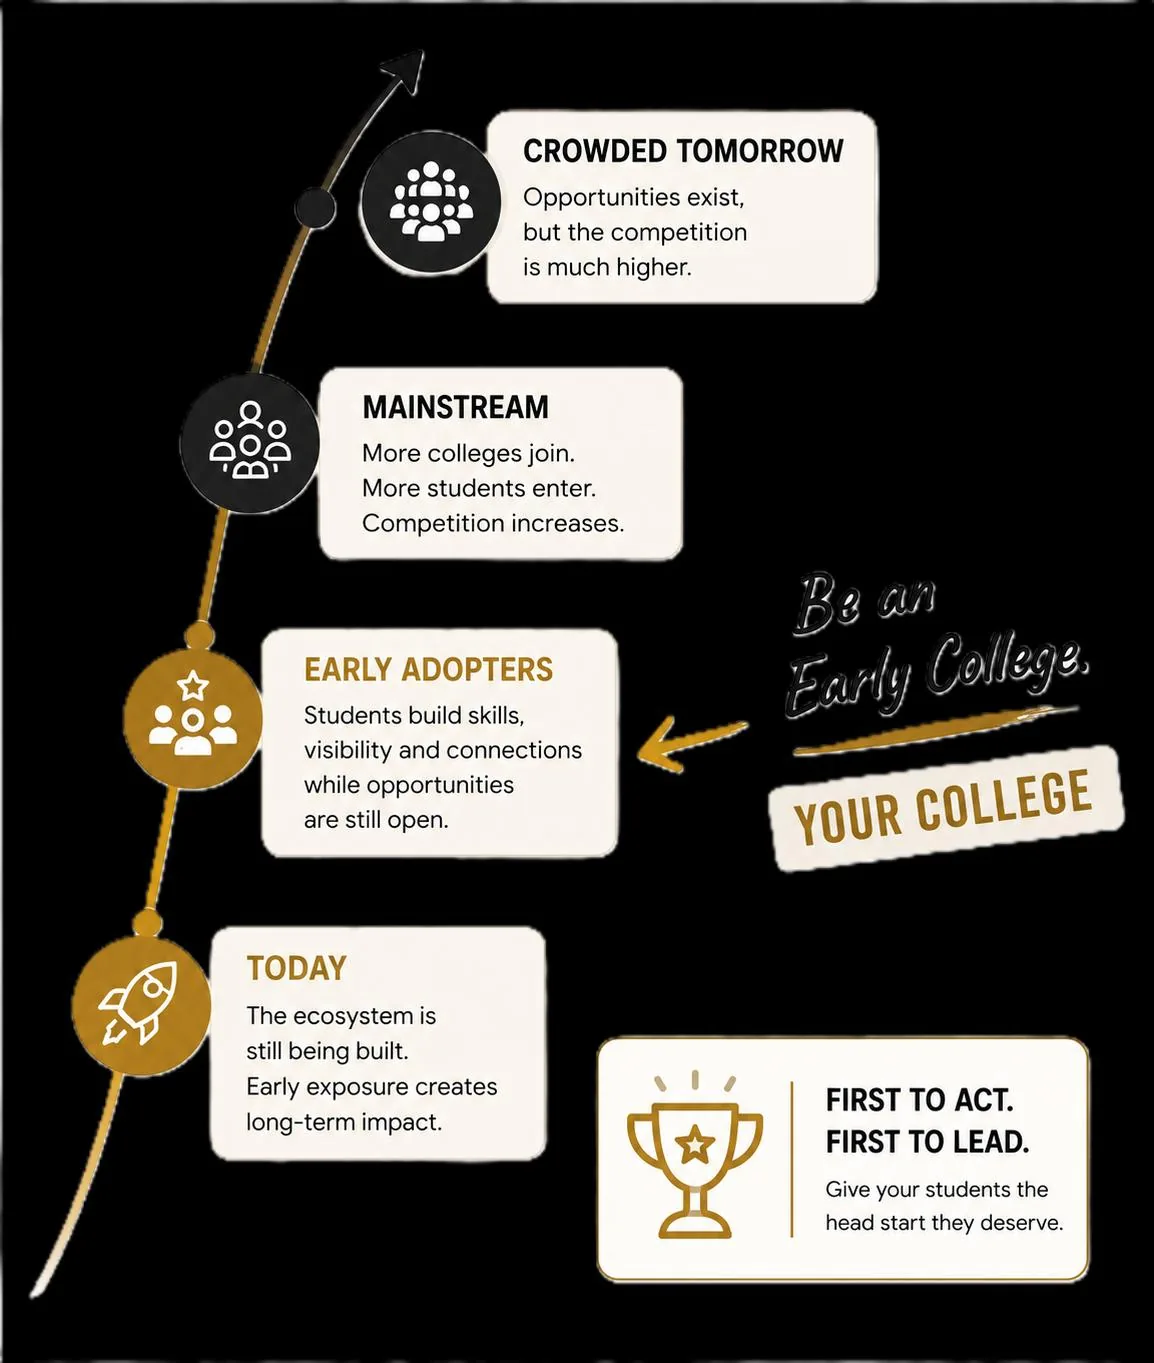 CROWDED TOMORROW
Opportunities exist,
but the competition
is much higher.
MAINSTREAM
More colleges join.
More students enter.
Competition increases.
EARLY ADOPTERS
Students build skills,
visibility and connections
while opportunities
are still open.
Be an
Early College.
YOUR COLLEGE
TODAY
The ecosystem is
still being built.
Early exposure creates
long-term impact.
FIRST TO ACT.
FIRST TO LEAD.
Give your students the
head start they deserve.